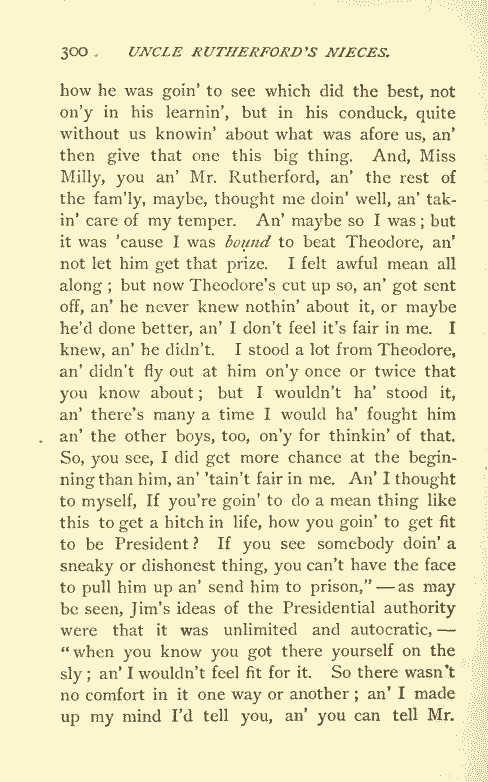 300 UNCLE RUTHERFORD'S NIECES.
how he was goin' to see which did the best, not
on'y in his learnin', but in his conduck, quite
without us knowin' about what was afore us, an'
then give that one this big thing. And, Miss
Milly, you an' Mr. Rutherford, an' the rest of
the fam'ly, maybe, thought me doin' well, an' tak-
in' care of my temper. An' maybe so I was; but
it was 'cause I was bound to beat Theodore, an'
not let him get that prize. I felt awful mean all
along; but now Theodore's cut up so, an' got sent
off, an' he never knew nothin' about it, or maybe
he'd done better, an' I don't feel it's fair in me. I
knew, an' he didn't. I stood a lot from Theodore,
an' didn't fly out at him on'y once or twice that
you know about; but I wouldn't ha' stood it,
an' there's many a time I would ha' fought him
an' the other boys, too, on'y for thinkin' of that.
So, you see, I did get more chance at the begin-
ning than him, an' 'tain't fair in me. An' I thought
to myself, If you're goin' to do a mean thing like
this to get a hitch in life, how you goin' to get fit
to be President? If you see somebody doin' a
sneaky or dishonest thing, you can't have the face
to pull him up an' send him to prison," — as may
be seen, Jim's ideas of the Presidential authority
were that it was unlimited and autocratic, —
"when you know you got there yourself on the
sly; an' I wouldn't feel fit for it. So there wasn't
no comfort in it one way or another; an' I made
up my mind I'd tell you, an' you can tell Mr.